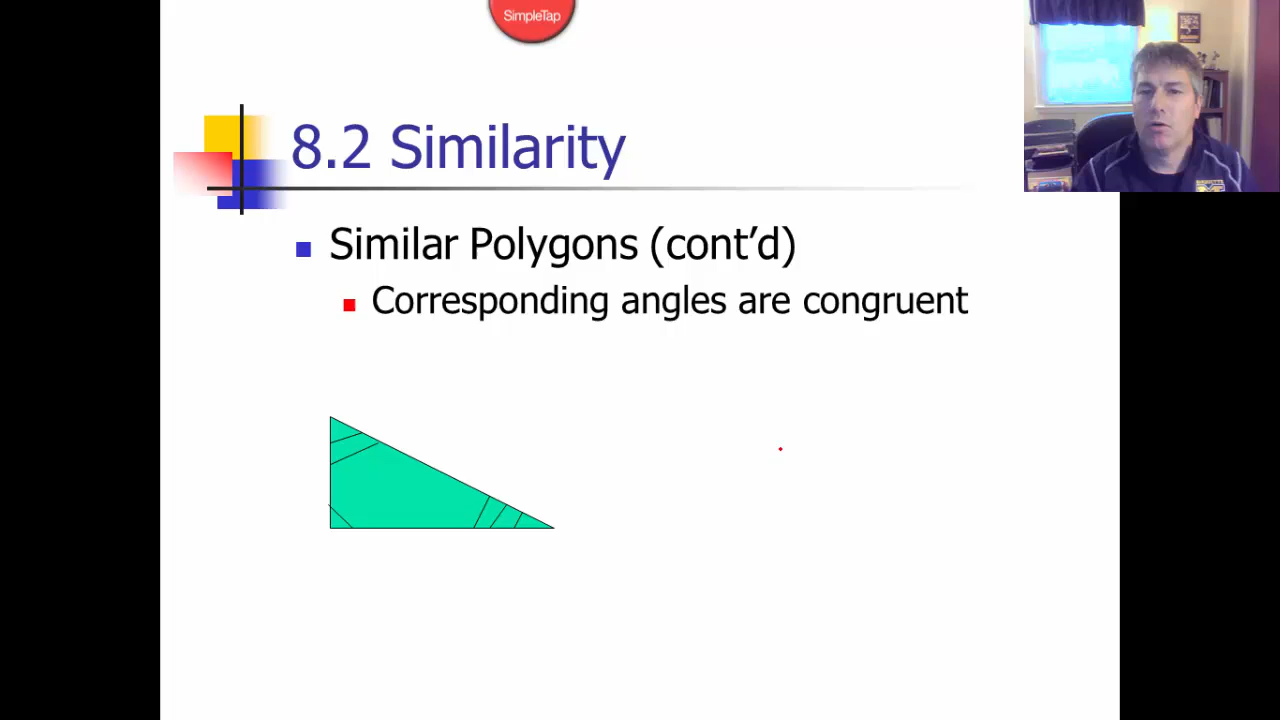 SimpleTap
8.2 Similarity
Similar Polygons (cont’d)
Corresponding angles are congruent